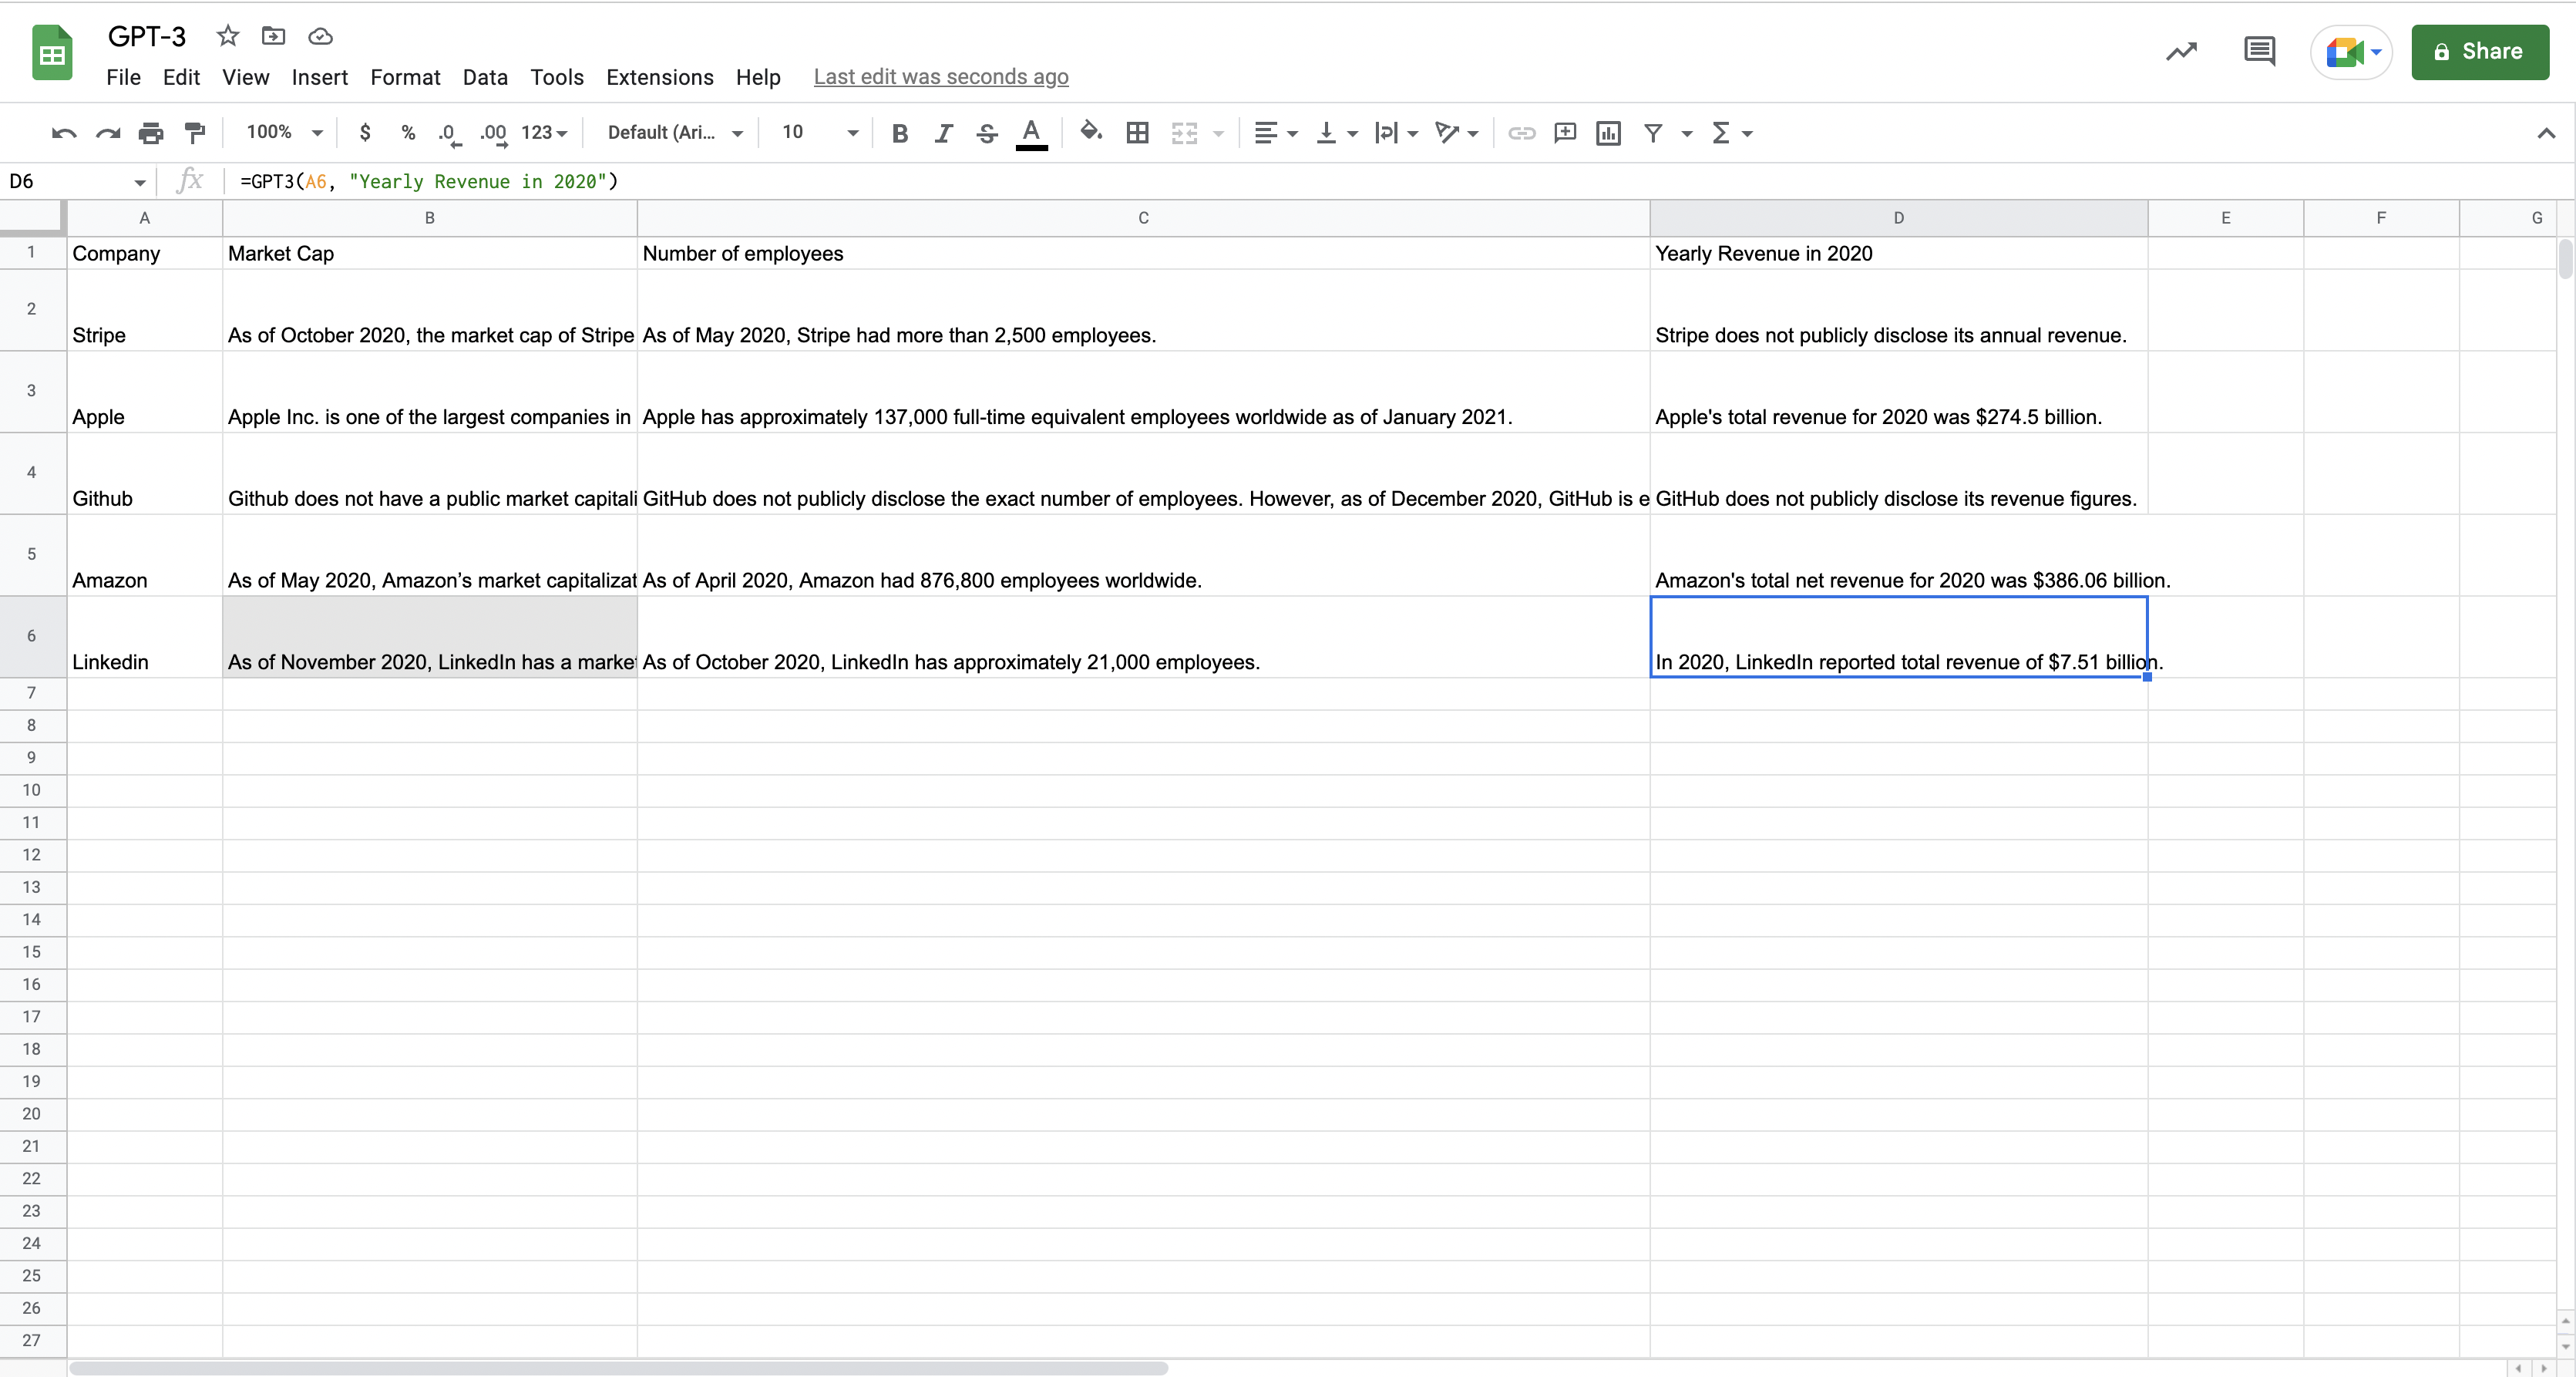 GPT-3
File Edit View Insert Format Data Tools Extensions Help Last edit was seconds ago
Share
100% $ % .0 .00 123 Default (Ari... 10 B I S A
D6 fx =GPT3(A6, "Yearly Revenue in 2020")
A B C D E F G
1 Company Market Cap Number of employees Yearly Revenue in 2020
2 Stripe As of October 2020, the market cap of Stripe As of May 2020, Stripe had more than 2,500 employees. Stripe does not publicly disclose its annual revenue.
3 Apple Apple Inc. is one of the largest companies in Apple has approximately 137,000 full-time equivalent employees worldwide as of January 2021. Apple's total revenue for 2020 was $274.5 billion.
4 Github Github does not have a public market capitali GitHub does not publicly disclose the exact number of employees. However, as of December 2020, GitHub is e GitHub does not publicly disclose its revenue figures.
5 Amazon As of May 2020, Amazon’s market capitalizat As of April 2020, Amazon had 876,800 employees worldwide. Amazon's total net revenue for 2020 was $386.06 billion.
6 Linkedin As of November 2020, LinkedIn has a market As of October 2020, LinkedIn has approximately 21,000 employees. In 2020, LinkedIn reported total revenue of $7.51 billion.
7
8
9
10
11
12
13
14
15
16
17
18
19
20
21
22
23
24
25
26
27